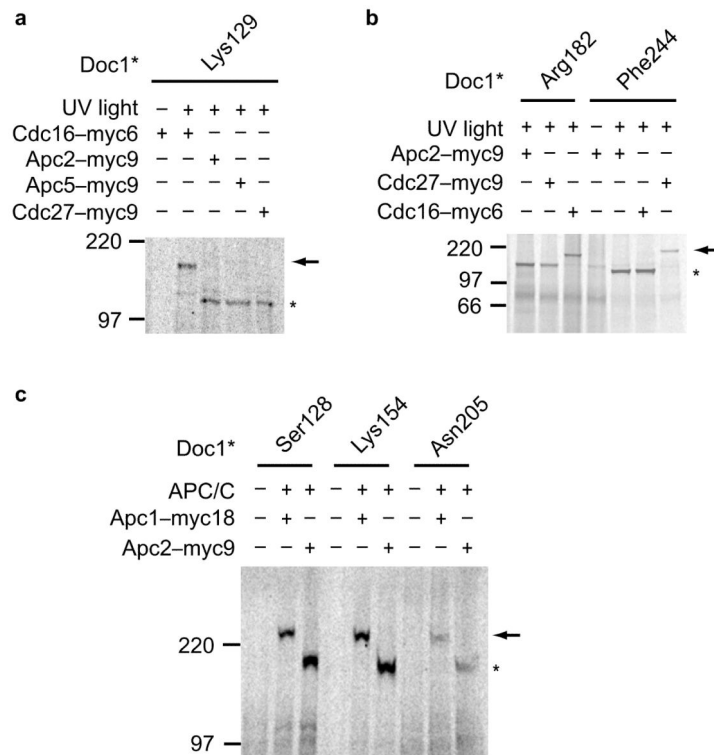 a
Doc1*
Lys129
UV light – + + + +
Cdc16–myc6 + + – – –
Apc2–myc9 – – + – –
Apc5–myc9 – – – + –
Cdc27–myc9 – – – – +
220
*
97
b
Doc1*
Arg182 Phe244
UV light + + + – + + +
Apc2–myc9 + – – + + – –
Cdc27–myc9 – + – – – – +
Cdc16–myc6 – – + – – + –
220
97
*
66
c
Doc1*
Ser128 Lys154 Asn205
APC/C – + + – + + – + +
Apc1–myc18 – + – – + – – + –
Apc2–myc9 – – + – – + – – +
220
*
97